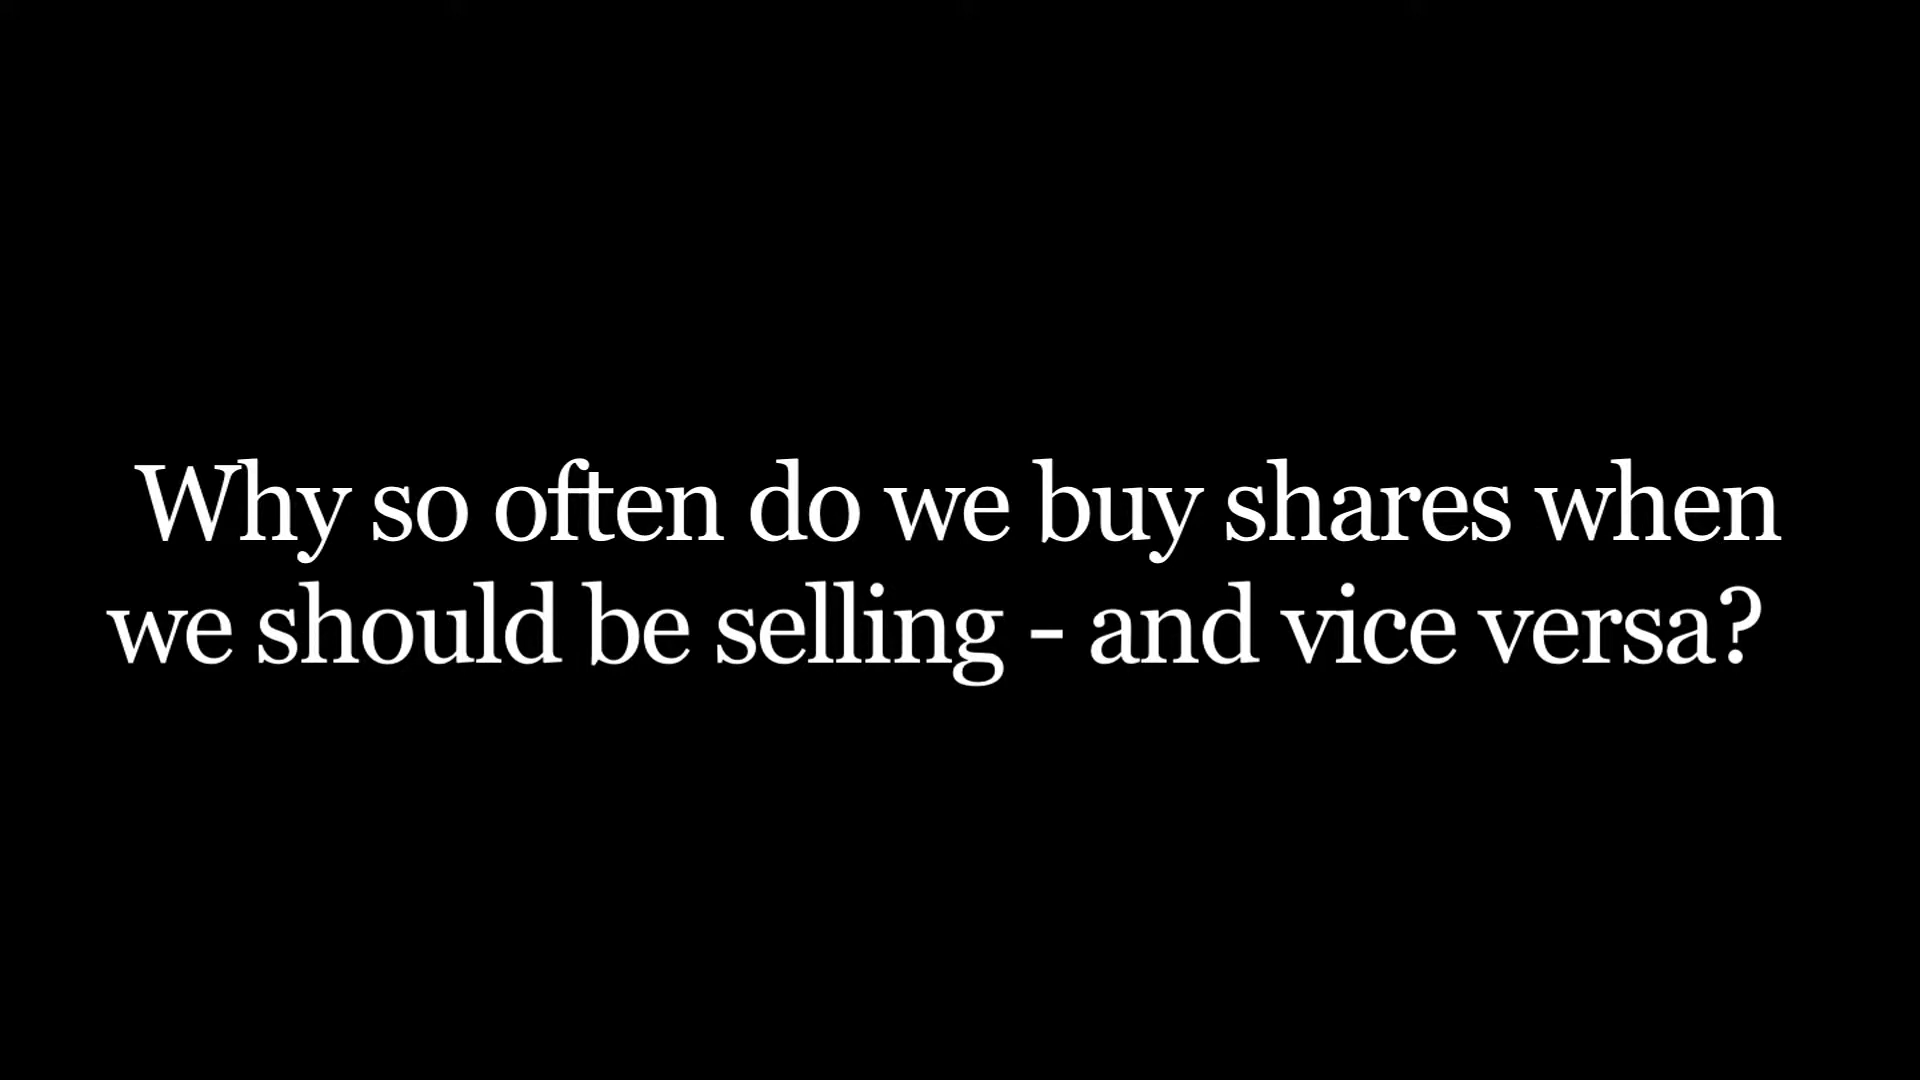 Why so often do we buy shares when
we should be selling - and vice versa?